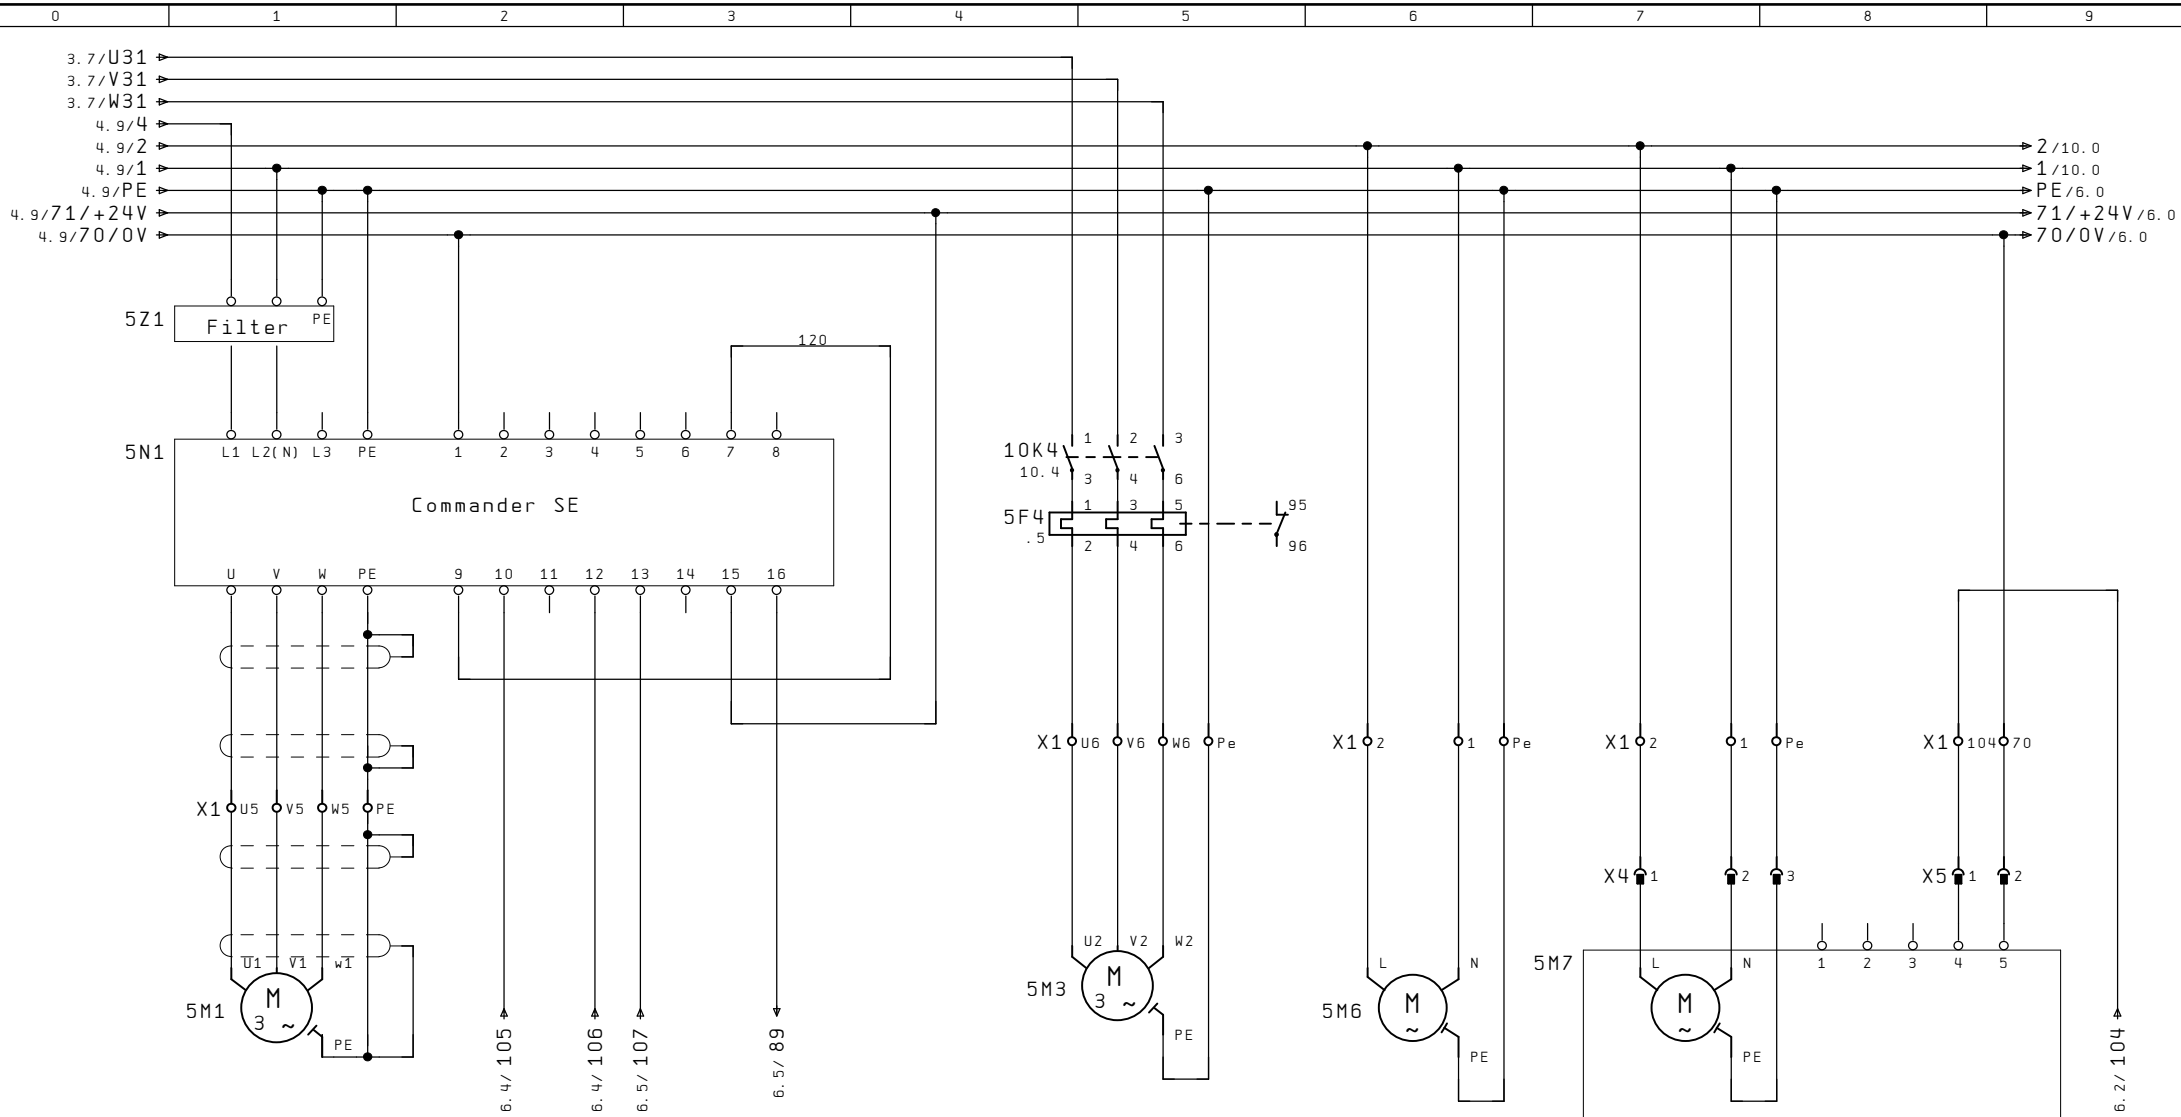 0 1 2 3 4 5 6 7 8 9
3.7/U31
3.7/V31
3.7/W31
4.9/4
4.9/2 2/10.0
4.9/1 1/10.0
4.9/PE PE/6.0
4.9/71/+24V 71/+24V/6.0
4.9/70/0V 70/0V/6.0
5Z1 Filter PE
120
10K4 1 2 3
10.4 3 4 6
5N1 L1 L2(N) L3 PE 1 2 3 4 5 6 7 8
Commander SE
5F4 1 3 5 95
.5 2 4 6 96
U V W PE 9 10 11 12 13 14 15 16
X1 U6 V6 W6 Pe X1 2 1 Pe X1 2 1 Pe X1 104 70
X1 U5 V5 W5 PE
X4 1 2 3 X5 1 2
U2 V2 W2
U1 V1 w1 L N 5M7 L N 1 2 3 4 5
5M3 M
3 ~
PE
5M1 M
3 ~
PE
5M6 M
~
PE
M
~
PE
6.4/105
6.4/106
6.5/107
6.5/89
6.2/104